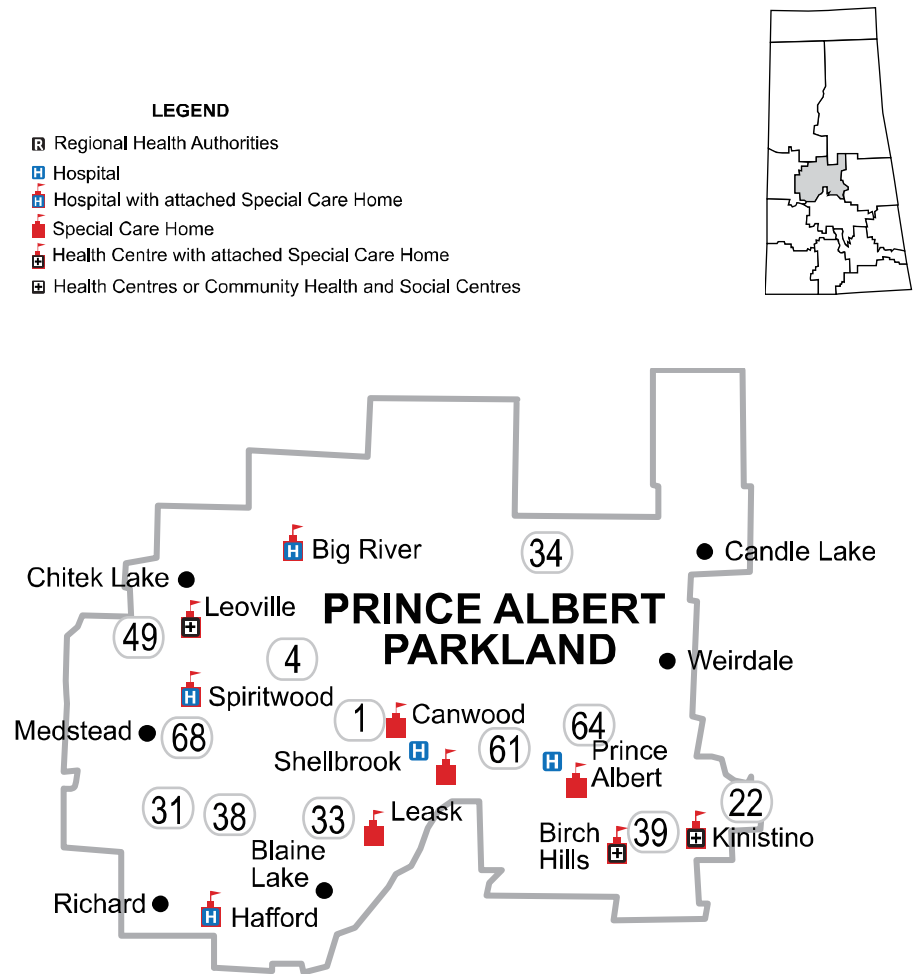 LEGEND
R Regional Health Authorities
H Hospital
H Hospital with attached Special Care Home
Special Care Home
Health Centre with attached Special Care Home
Health Centres or Community Health and Social Centres
H Big River
34
Candle Lake
Chitek Lake
Leoville
PRINCE ALBERT
PARKLAND
49
4
Weirdale
H Spiritwood
1
Canwood
64
Medstead
68
Shellbrook H
61
H Prince
Albert
31
38
33
Leask
22
Birch
Hills
39
Kinistino
Blaine
Lake
Richard
H Hafford